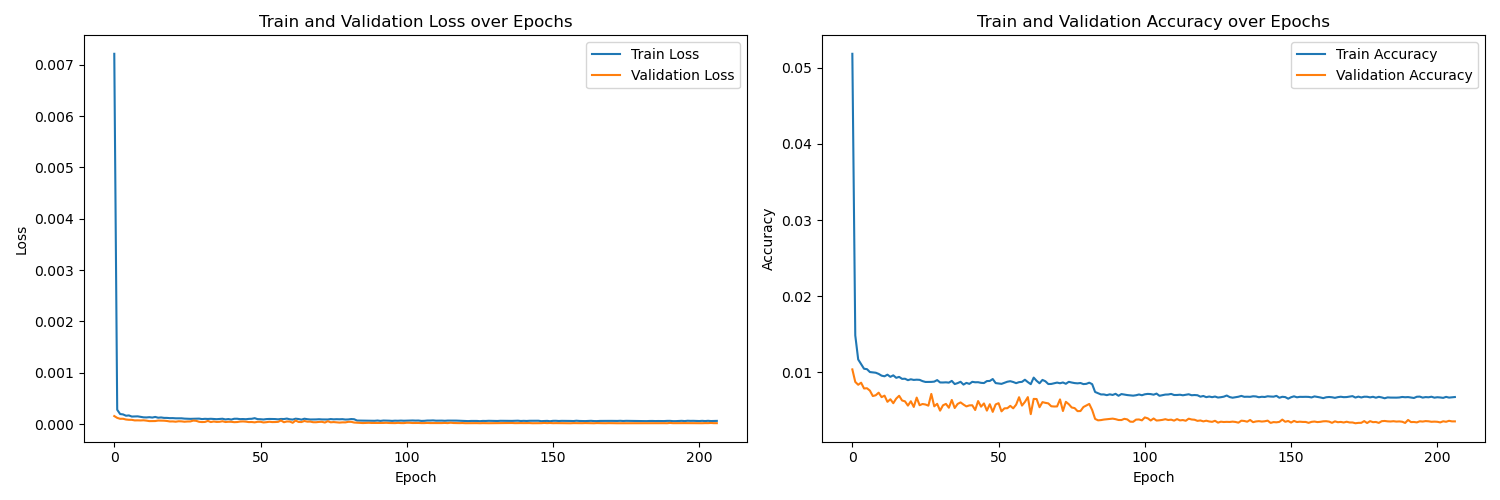 Train and Validation Loss over Epochs
Train Loss
Validation Loss
0.007
0.006
0.005
0.004
0.003
0.002
0.001
0.000
Loss
0
50
100
150
200
Epoch
Train and Validation Accuracy over Epochs
Train Accuracy
Validation Accuracy
0.05
0.04
0.03
0.02
0.01
Accuracy
0
50
100
150
200
Epoch